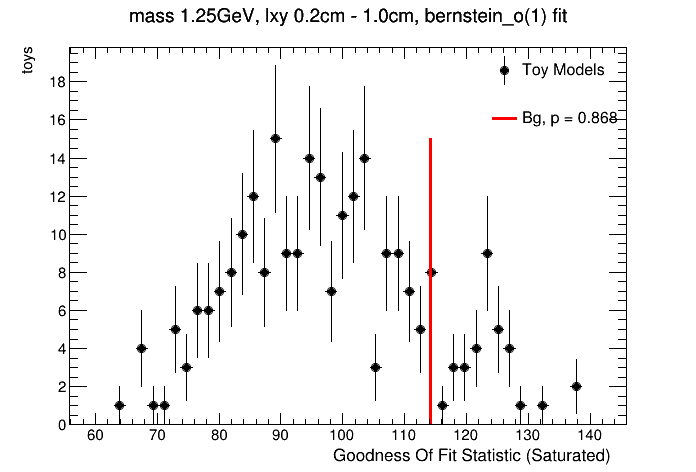 mass 1.25GeV, lxy 0.2cm - 1.0cm, bernstein_o(1) fit
toys
Toy Models
Bg, p = 0.868
18
16
14
12
10
8
6
4
2
0
60 70 80 90 100 110 120 130 140
Goodness Of Fit Statistic (Saturated)